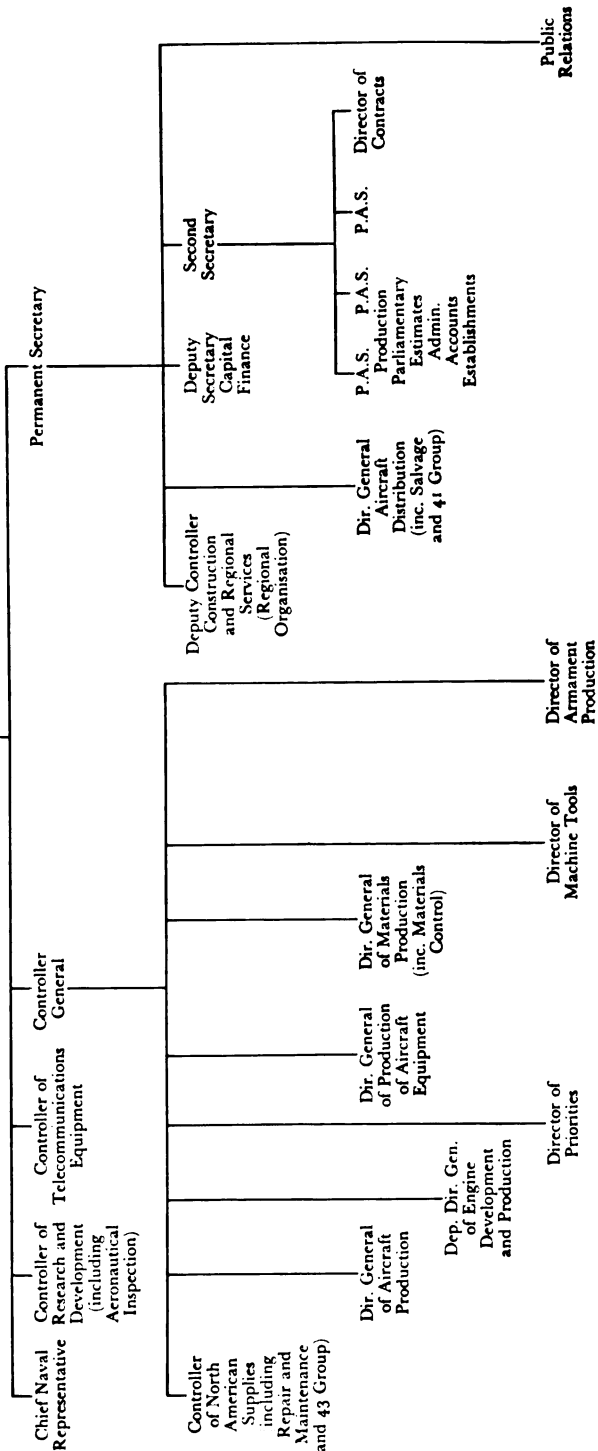 Chief Naval
Representative
Controller of
Research and
Development
(including
Aeronautical
Inspection)
Controller of
Telecommunications
Equipment
Controller
General
Permanent Secretary
Controller
of North
American
Supplies
including
Repair and
Maintenance
and 43 Group)
Dir. General
of Aircraft
Production
Dep. Dir. Gen.
of Engine
Development
and Production
Director of
Priorities
Dir. General
of Production
of Aircraft
Equipment
Dir. General
of Materials
Production
(inc. Materials
Control)
Director of
Machine Tools
Director of
Armament
Production
Deputy Controller
Construction
and Regional
Services
(Regional
Organisation)
Dir. General
Aircraft
Distribution
(inc. Salvage
and 41 Group)
Deputy
Secretary
Capital
Finance
Second
Secretary
P.A.S.
Production
Parliamentary
Estimates
Admin.
Accounts
Establishments
P.A.S.
P.A.S.
Director of
Contracts
Public
Relations